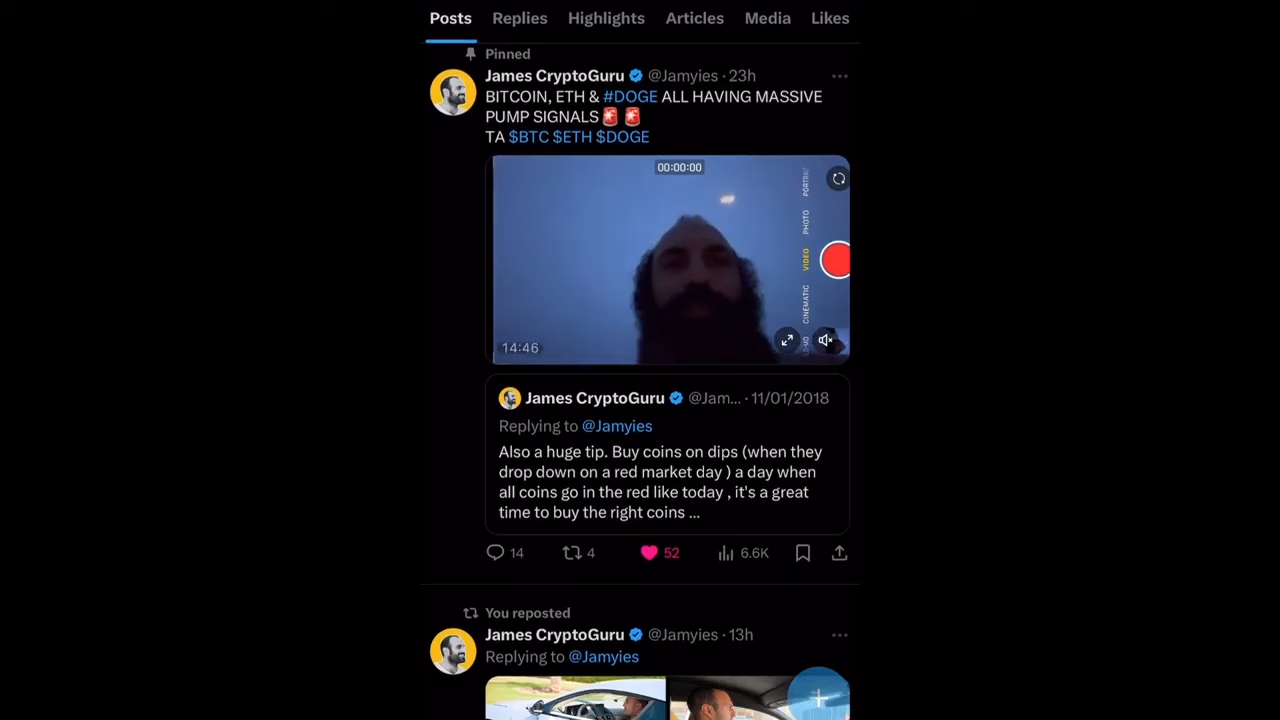 Posts Replies Highlights Articles Media Likes
Pinned
James CryptoGuru @Jamyies · 23h
BITCOIN, ETH & #DOGE ALL HAVING MASSIVE
PUMP SIGNALS🚨 🚨
TA $BTC $ETH $DOGE
00:00:00
PORTRAIT
PHOTO
VIDEO
CINEMATIC
14:46
James CryptoGuru @Jam... · 11/01/2018
Replying to @Jamyies
Also a huge tip. Buy coins on dips (when they
drop down on a red market day ) a day when
all coins go in the red like today , it's a great
time to buy the right coins ...
14 4 52 6.6K
You reposted
James CryptoGuru @Jamyies · 13h
Replying to @Jamyies